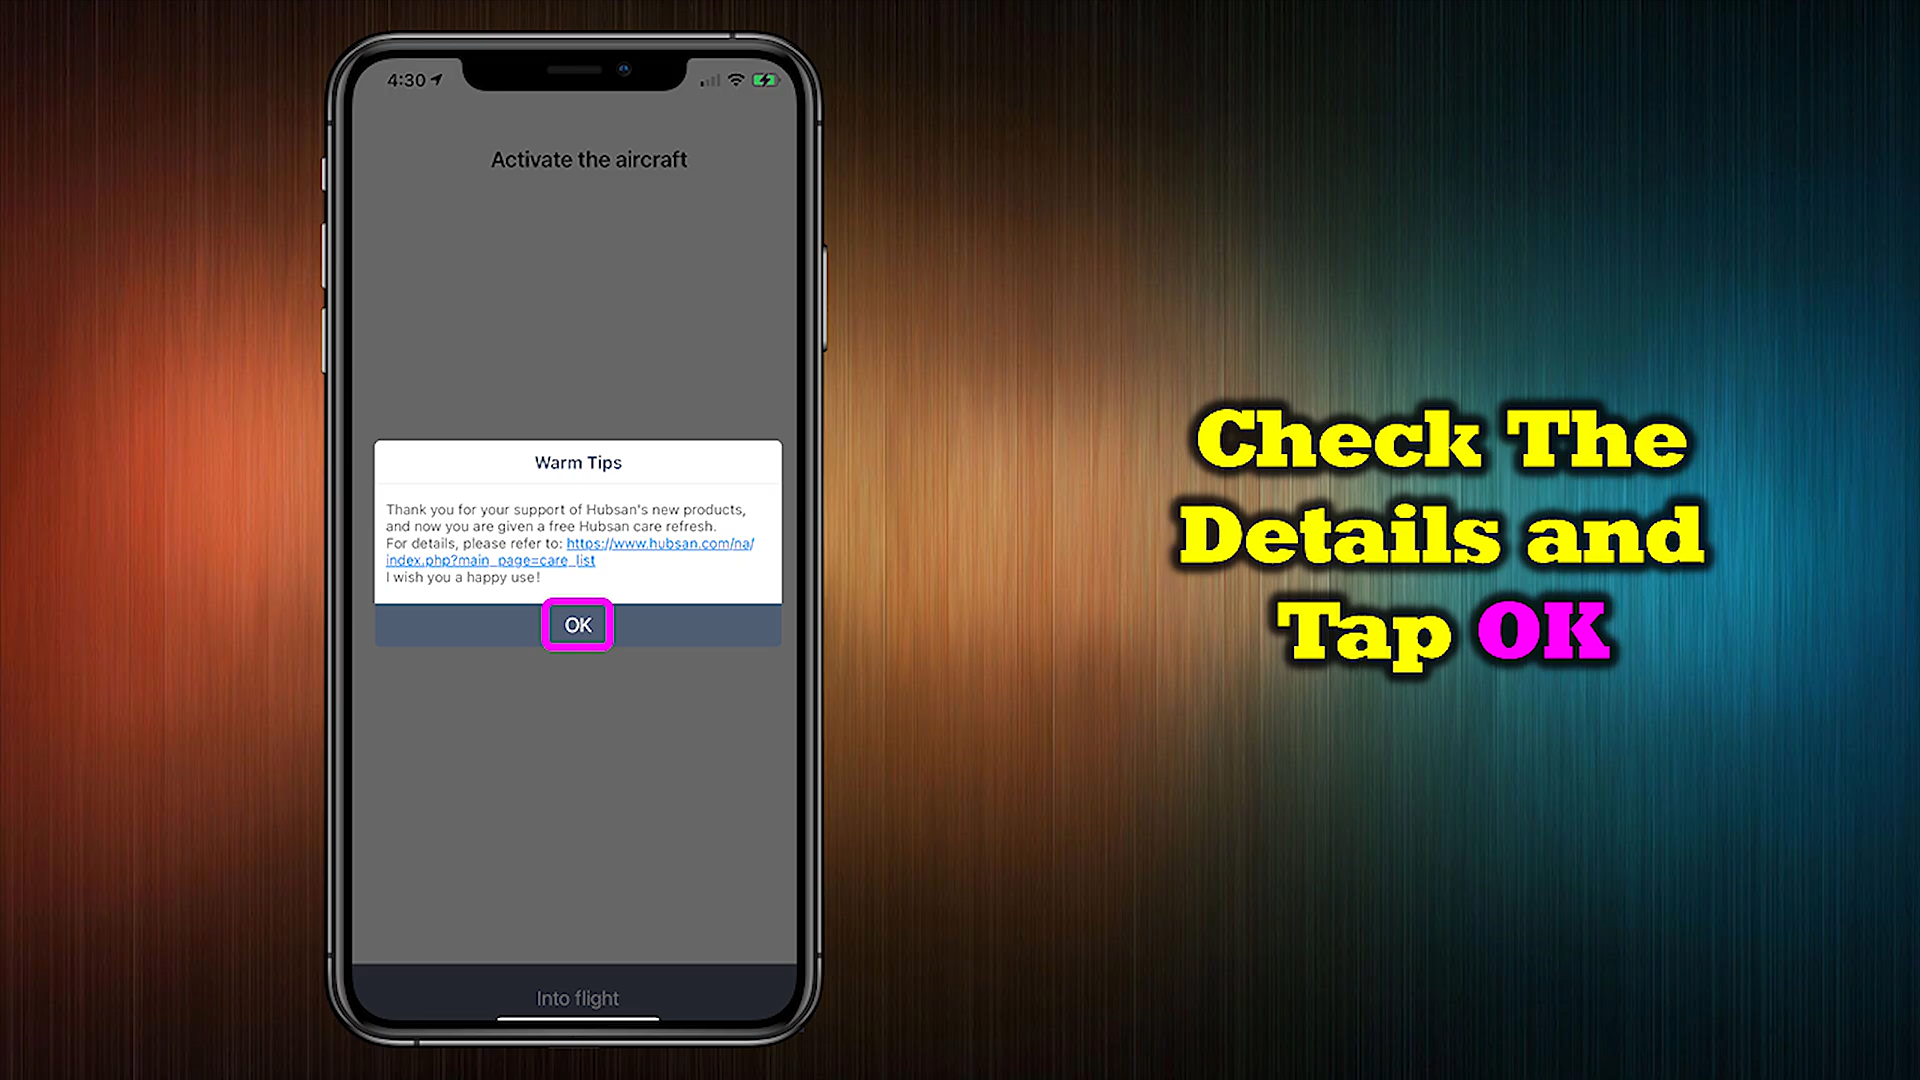 4:30
Activate the aircraft
Warm Tips
Thank you for your support of Hubsan's new products,
and now you are given a free Hubsan care refresh.
For details, please refer to: https://www.hubsan.com/na/
index.php?main_page=care_list
I wish you a happy use!
OK
Into flight
Check The
Details and
Tap OK